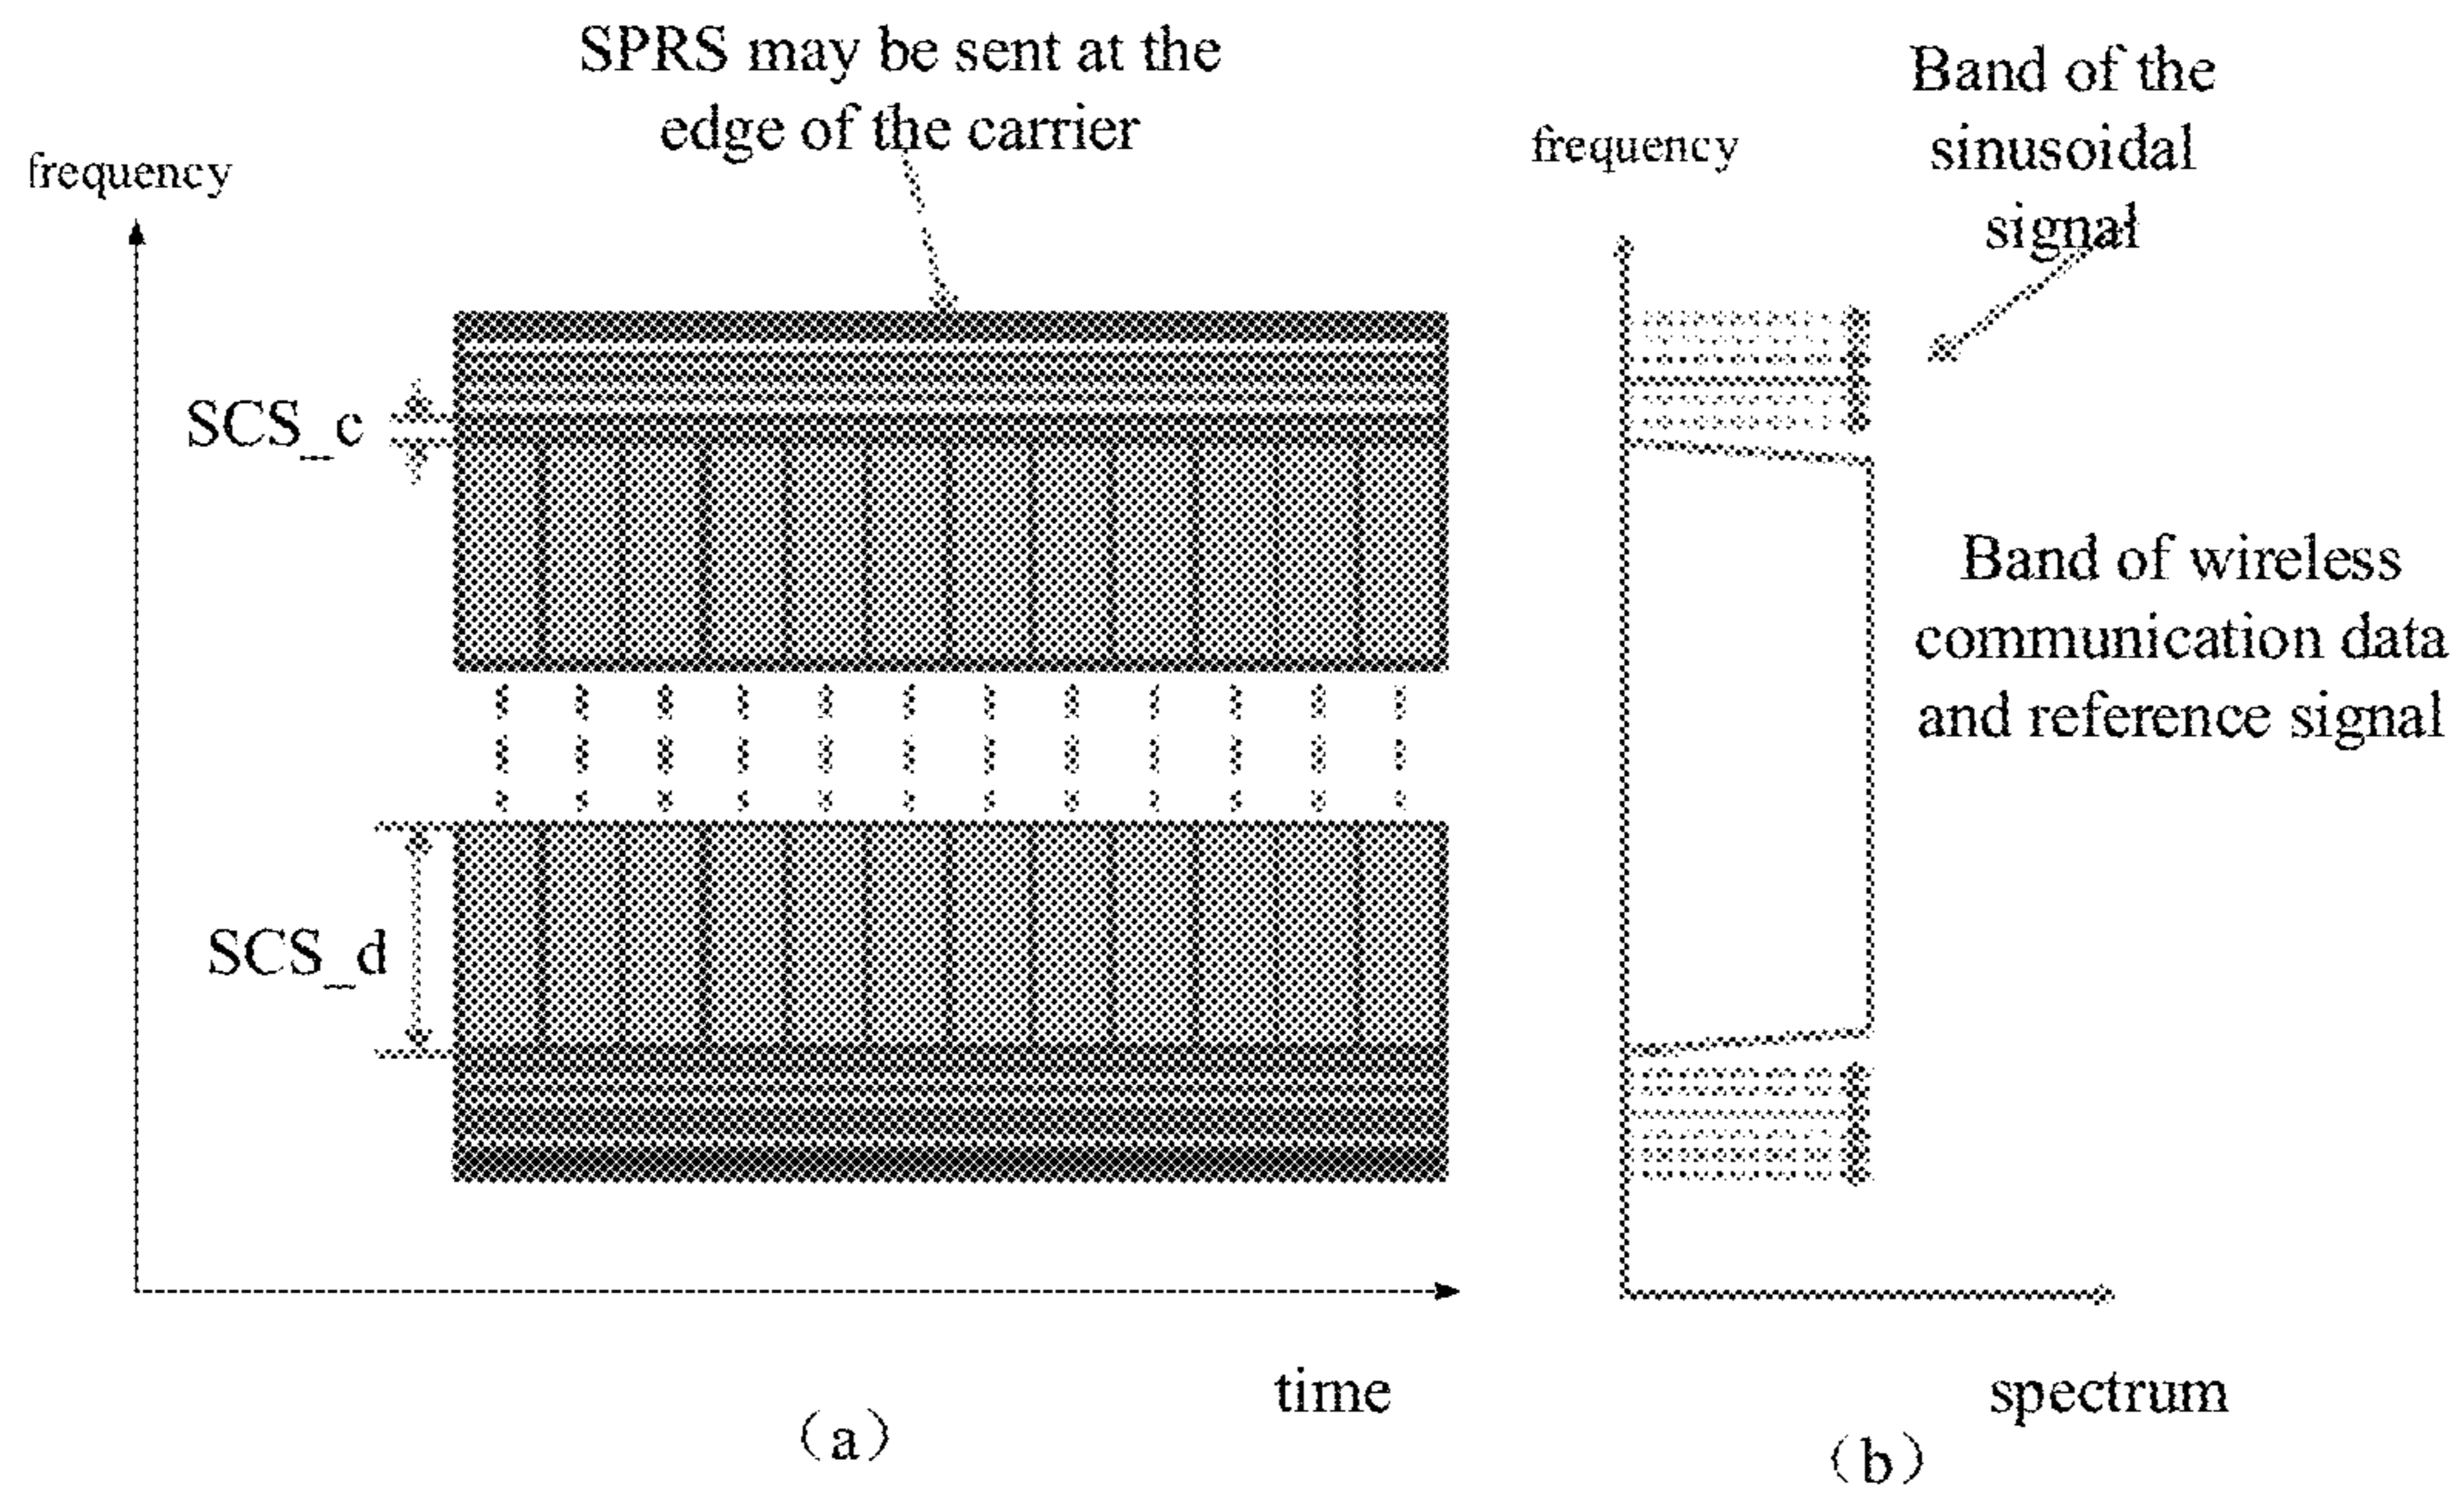 SPRS may be sent at the
edge of the carrier
frequency
SCS_c
SCS_d
time
(a)
frequency
Band of the
sinusoidal
signal
Band of wireless
communication data
and reference signal
spectrum
(b)